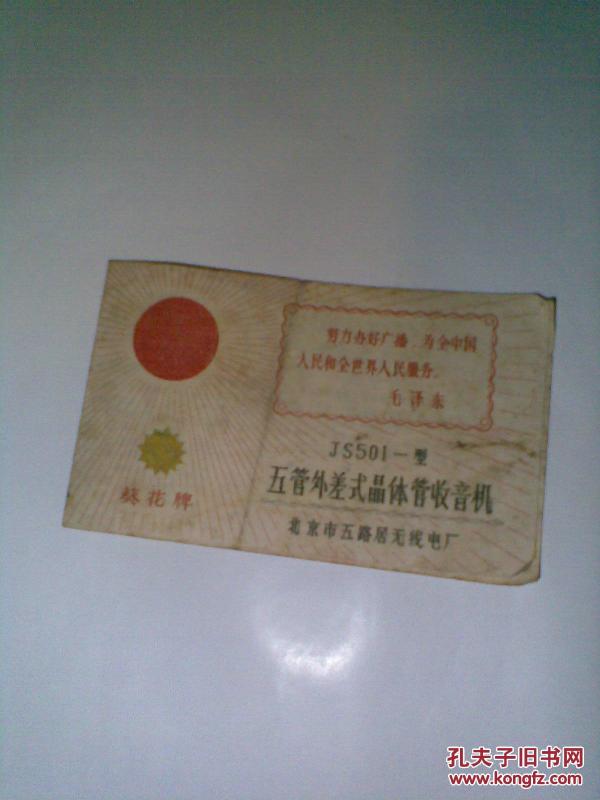 努力办好广播，为全中国
人民和全世界人民服务。
毛泽东
JS501-型
五管外差式晶体管收音机
北京市五路居无线电厂
葵花牌
孔夫子旧书网
www.kongfz.com